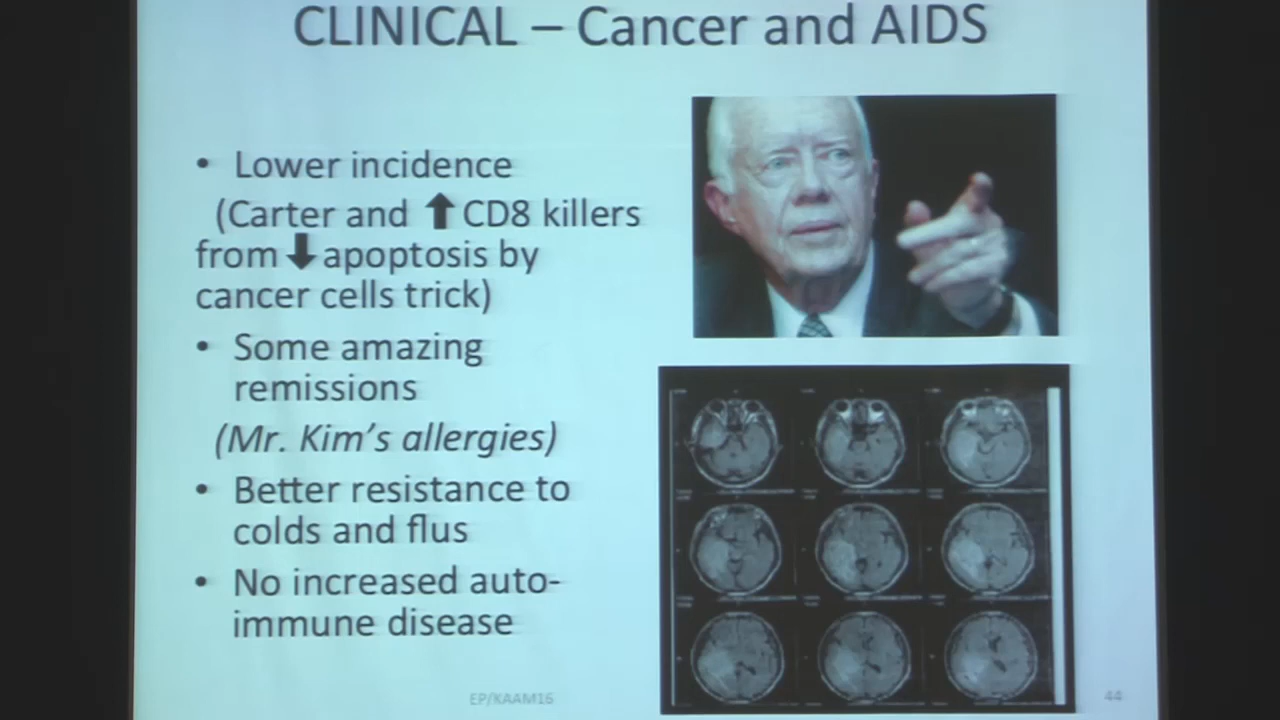 CLINICAL – Cancer and AIDS
• Lower incidence
(Carter and ⬆ CD8 killers
from ⬇ apoptosis by
cancer cells trick)
• Some amazing
remissions
(Mr. Kim's allergies)
• Better resistance to
colds and flus
• No increased auto-
immune disease
EP/KAAM16
44